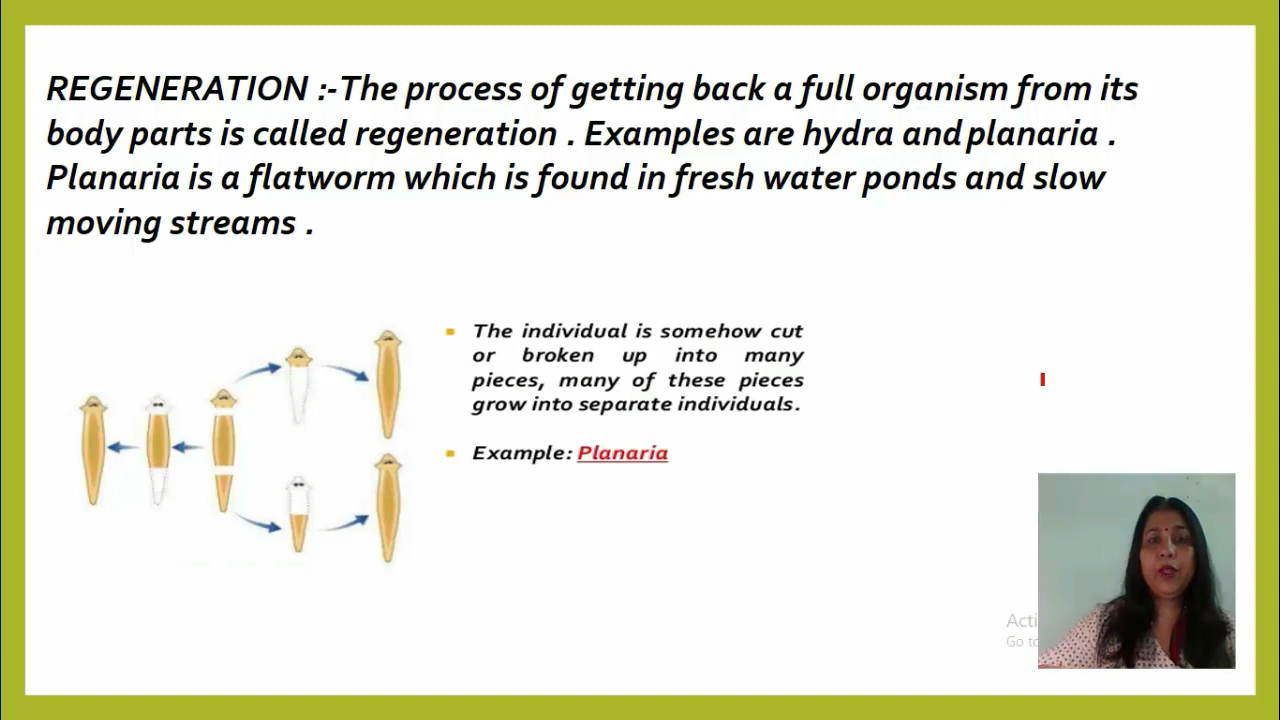 REGENERATION :-The process of getting back a full organism from its
body parts is called regeneration . Examples are hydra and planaria .
Planaria is a flatworm which is found in fresh water ponds and slow
moving streams .
The individual is somehow cut
or broken up into many
pieces, many of these pieces
grow into separate individuals.
Example: Planaria
Go to